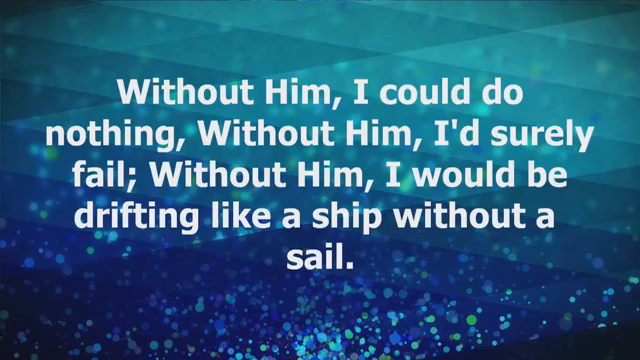 Without Him, I could do
nothing, Without Him, I'd surely
fail; Without Him, I would be
drifting like a ship without a
sail.